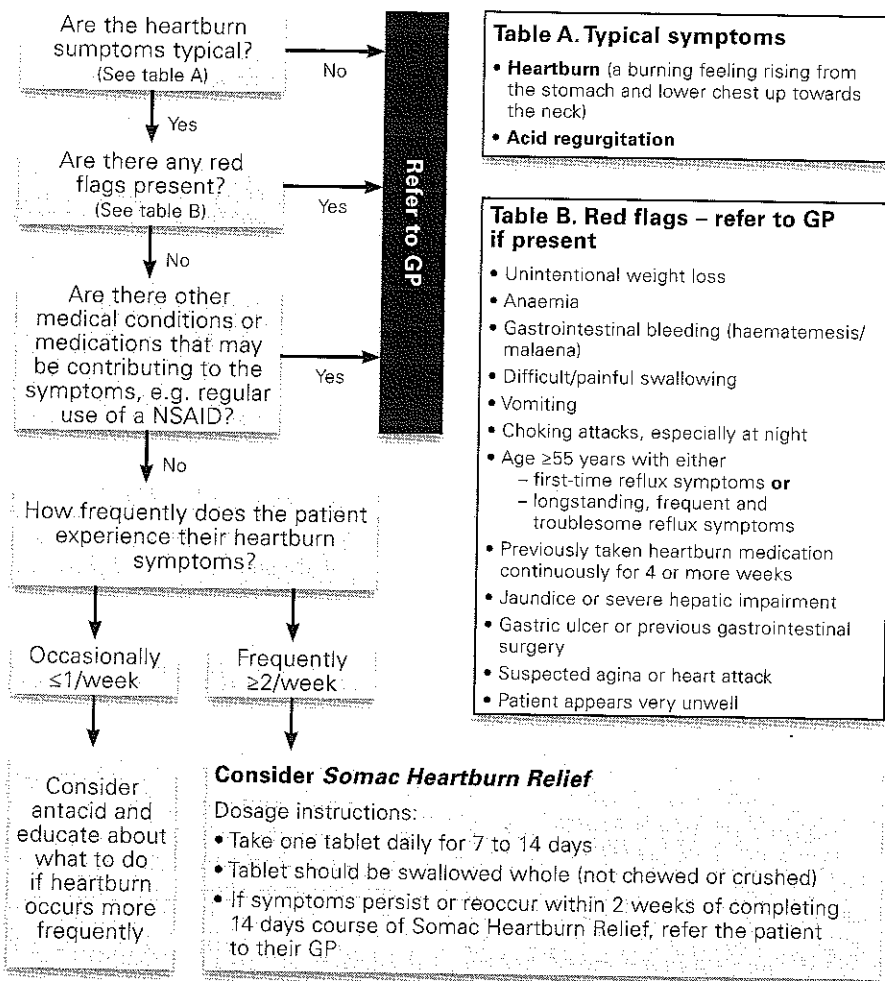 Are the heartburn
sumptoms typical?
(See table A)
No
Yes
Are there any red
flags present?
(See table B)
Yes
No
Are there other
medical conditions or
medications that may
be contributing to the
symptoms, e.g. regular
use of a NSAID?
Yes
No
Refer to GP
How frequently does the patient
experience their heartburn
symptoms?
Occasionally
≤1/week
Frequently
≥2/week
Consider
antacid and
educate about
what to do
if heartburn
occurs more
frequently
Consider Somac Heartburn Relief
Dosage instructions:
• Take one tablet daily for 7 to 14 days
• Tablet should be swallowed whole (not chewed or crushed)
• If symptoms persist or reoccur within 2 weeks of completing
14 days course of Somac Heartburn Relief, refer the patient
to their GP
Table A. Typical symptoms
• Heartburn (a burning feeling rising from
the stomach and lower chest up towards
the neck)
• Acid regurgitation
Table B. Red flags – refer to GP
if present
• Unintentional weight loss
• Anaemia
• Gastrointestinal bleeding (haematemesis/
malaena)
• Difficult/painful swallowing
• Vomiting
• Choking attacks, especially at night
• Age ≥55 years with either
– first-time reflux symptoms or
– longstanding, frequent and
troublesome reflux symptoms
• Previously taken heartburn medication
continuously for 4 or more weeks
• Jaundice or severe hepatic impairment
• Gastric ulcer or previous gastrointestinal
surgery
• Suspected agina or heart attack
• Patient appears very unwell